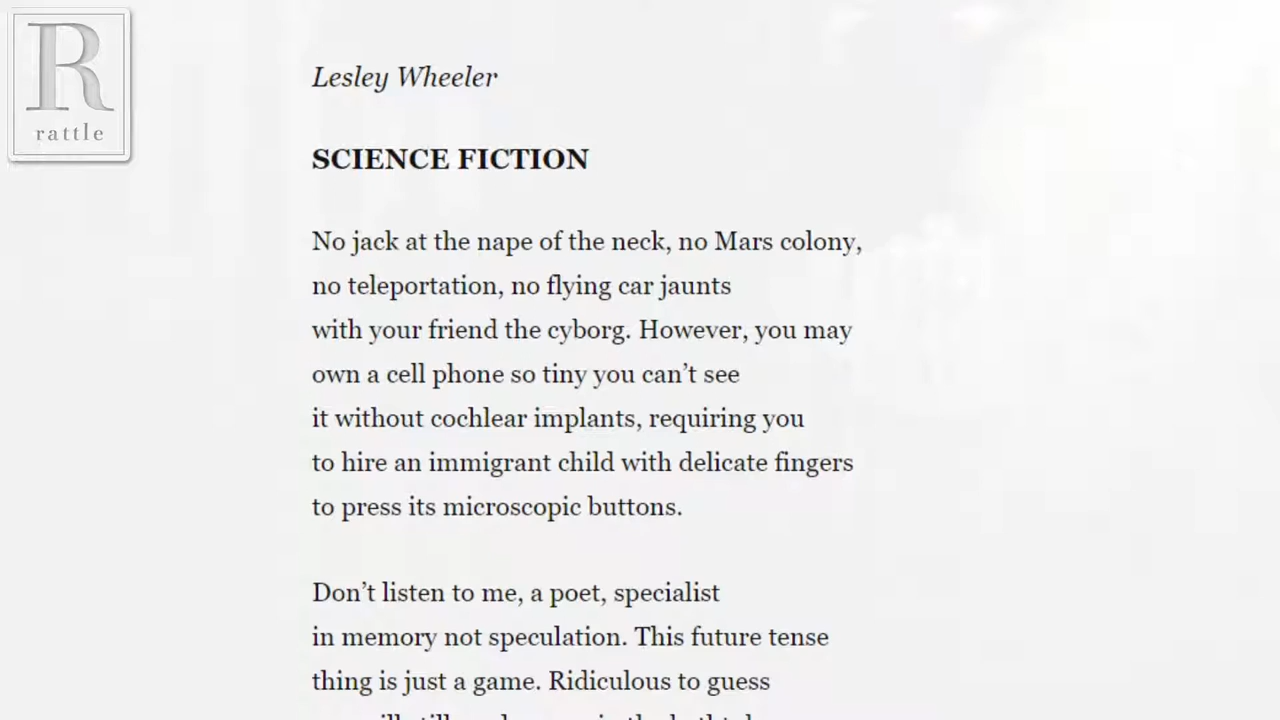 R
rattle
Lesley Wheeler
SCIENCE FICTION
No jack at the nape of the neck, no Mars colony,
no teleportation, no flying car jaunts
with your friend the cyborg. However, you may
own a cell phone so tiny you can’t see
it without cochlear implants, requiring you
to hire an immigrant child with delicate fingers
to press its microscopic buttons.
Don’t listen to me, a poet, specialist
in memory not speculation. This future tense
thing is just a game. Ridiculous to guess